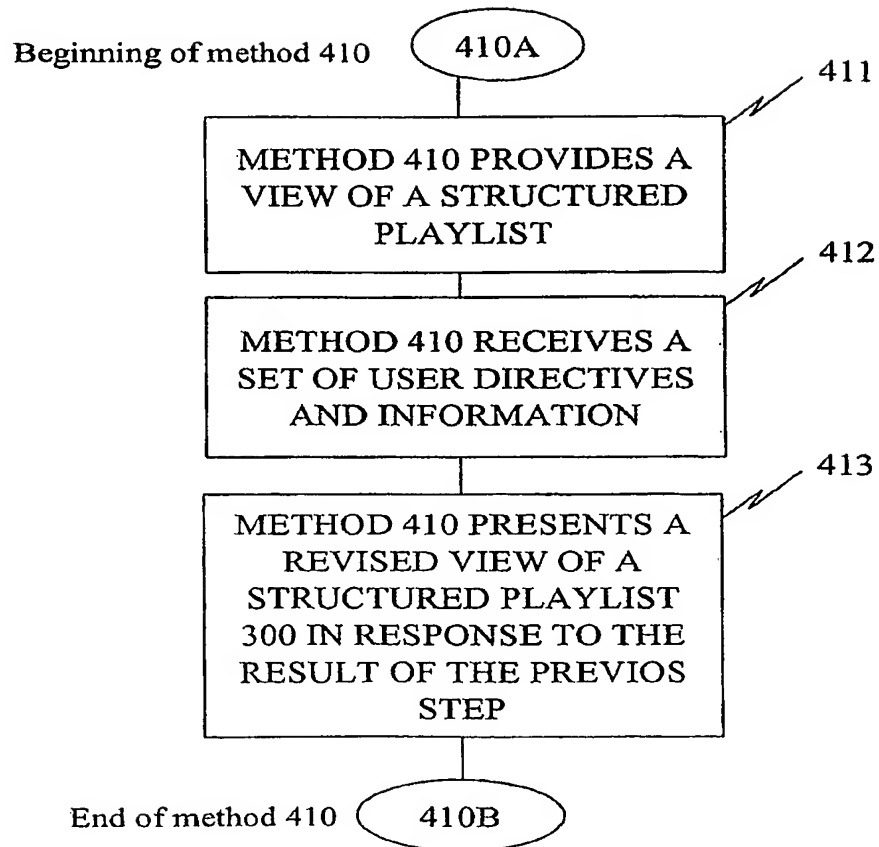 Beginning of method 410
410A
411
METHOD 410 PROVIDES A
VIEW OF A STRUCTURED
PLAYLIST
412
METHOD 410 RECEIVES A
SET OF USER DIRECTIVES
AND INFORMATION
413
METHOD 410 PRESENTS A
REVISED VIEW OF A
STRUCTURED PLAYLIST
300 IN RESPONSE TO THE
RESULT OF THE PREVIOS
STEP
End of method 410
410B